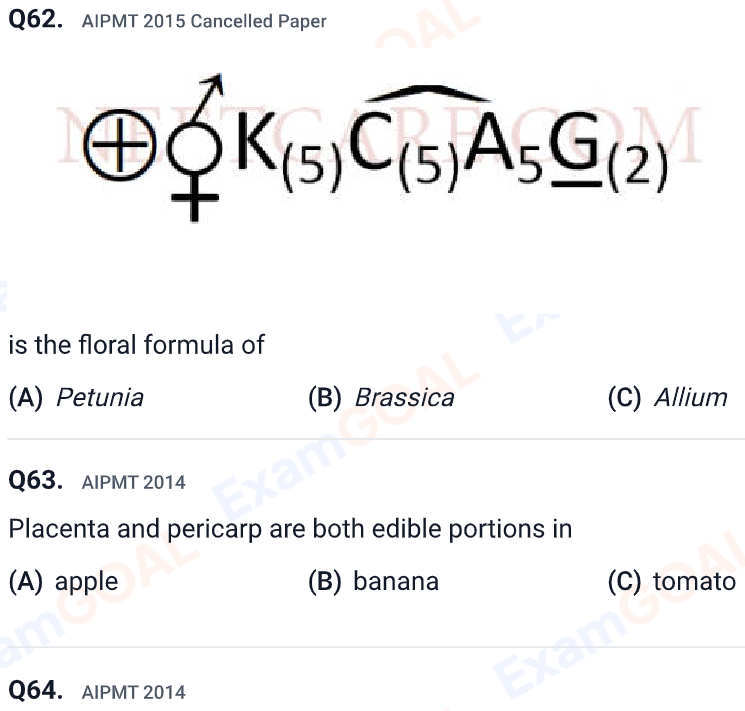 Q62. AIPMT 2015 Cancelled Paper
⊕⚥K(5)C(5)A5G(2)
is the floral formula of
(A) Petunia (B) Brassica (C) Allium
Q63. AIPMT 2014
Placenta and pericarp are both edible portions in
(A) apple (B) banana (C) tomato
Q64. AIPMT 2014